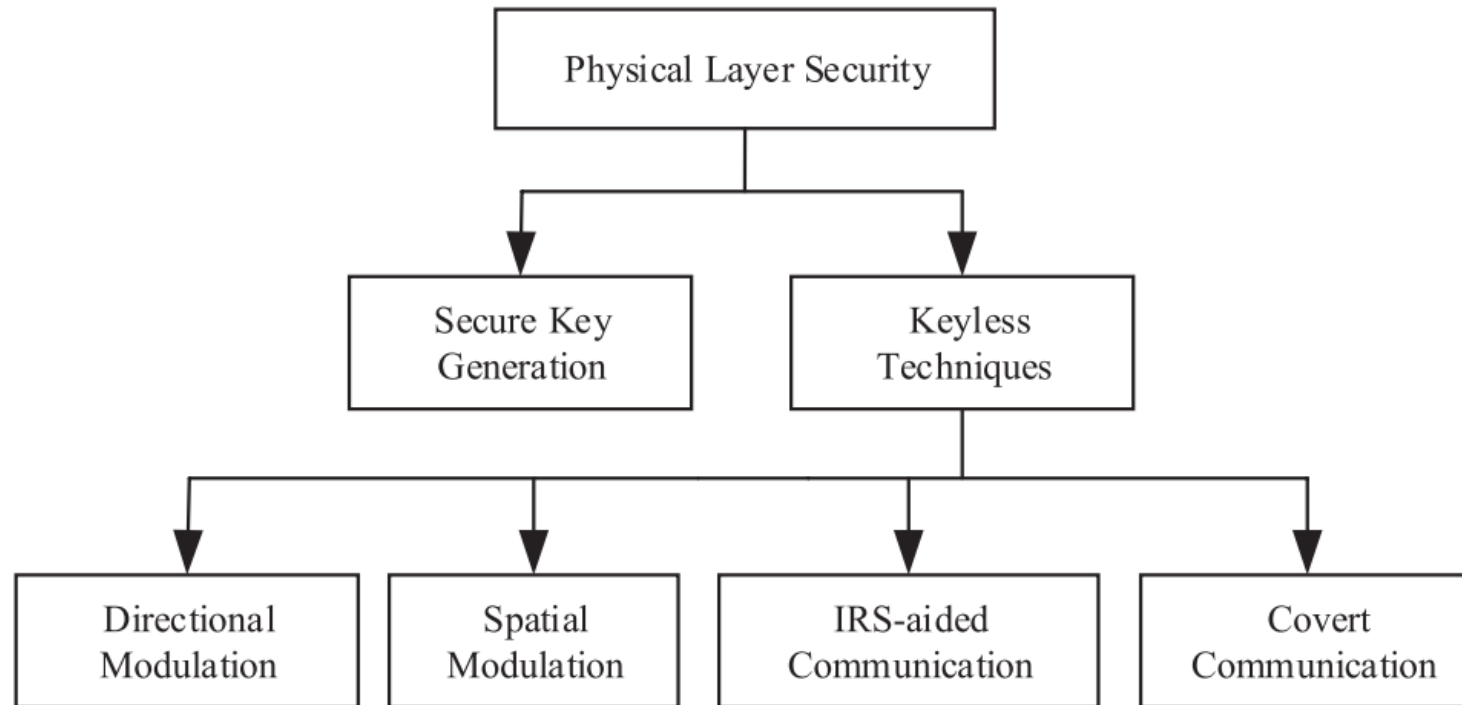 Physical Layer Security
Secure Key
Generation
Keyless
Techniques
Directional
Modulation
Spatial
Modulation
IRS-aided
Communication
Covert
Communication